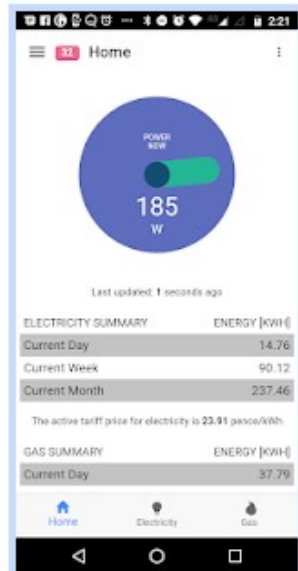 2:21
32 Home
POWER
NOW
185
W
Last updated: 1 seconds ago
ELECTRICITY SUMMARY ENERGY [KWH]
Current Day 14.76
Current Week 90.12
Current Month 237.46
The active tariff price for electricity is 23.91 pence/kWh
GAS SUMMARY ENERGY [KWH]
Current Day 37.79
Home Electricity Gas